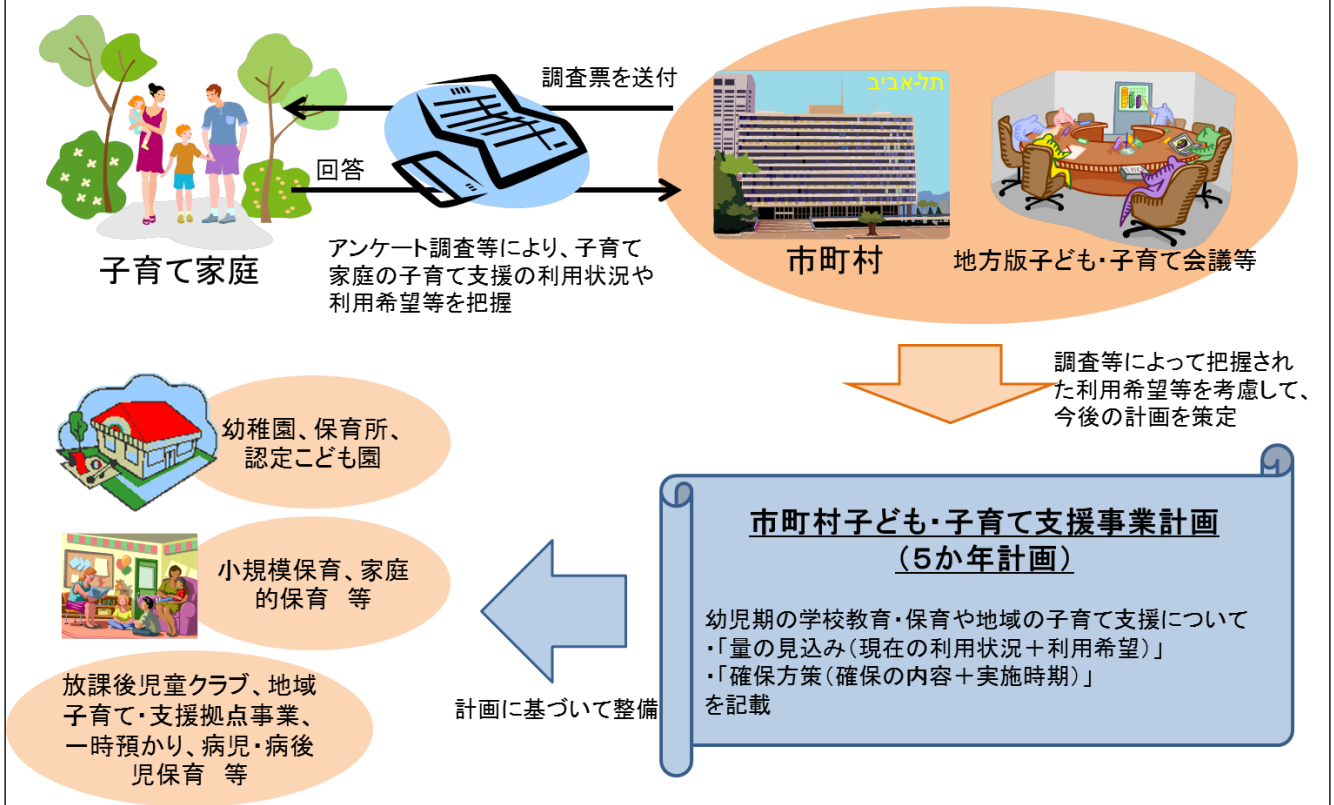 調査票を送付
תל-אביב
回答
子育て家庭
アンケート調査等により、子育て
家庭の子育て支援の利用状況や
利用希望等を把握
市町村
地方版子ども・子育て会議等
調査等によって把握され
た利用希望等を考慮して、
今後の計画を策定
幼稚園、保育所、
認定こども園
小規模保育、家庭
的保育　等
放課後児童クラブ、地域
子育て・支援拠点事業、
一時預かり、病児・病後
児保育　等
計画に基づいて整備
市町村子ども・子育て支援事業計画
(５か年計画)
幼児期の学校教育・保育や地域の子育て支援について
・「量の見込み(現在の利用状況＋利用希望)」
・「確保方策(確保の内容＋実施時期)」
を記載